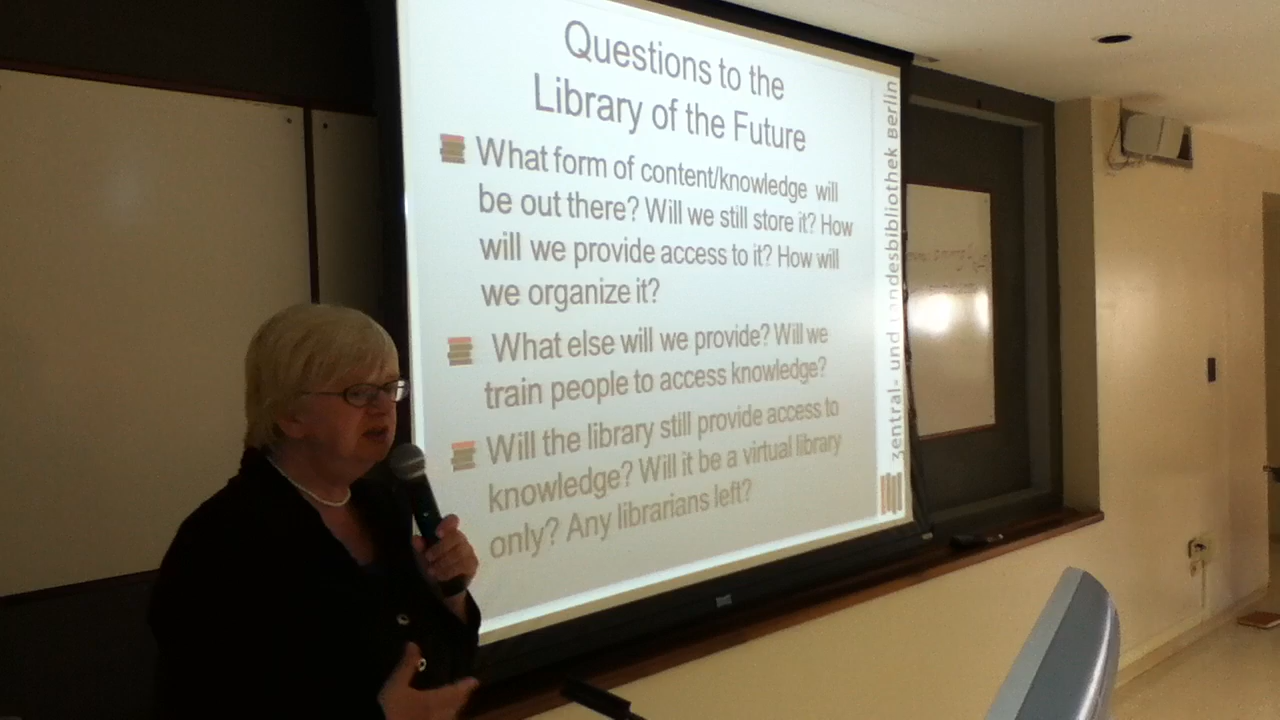 Questions to the
Library of the Future
What form of content/knowledge will
be out there? Will we still store it? How
will we provide access to it? How will
we organize it?
What else will we provide? Will we
train people to access knowledge?
Will the library still provide access to
knowledge? Will it be a virtual library
only? Any librarians left?
zentral- und landesbibliothek Berlin